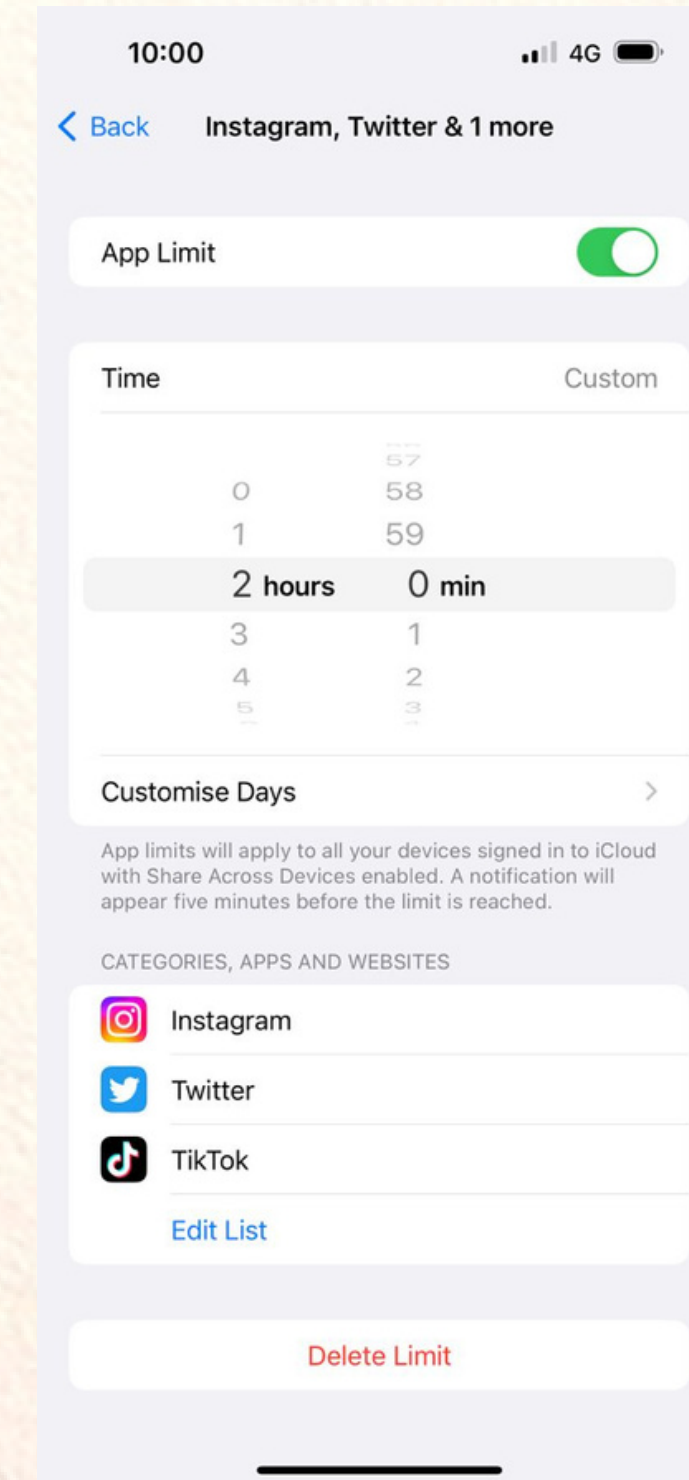 10:00 4G
Back Instagram, Twitter & 1 more
App Limit
Time Custom
57
0 58
1 59
2 hours 0 min
3 1
4 2
5 3
Customise Days
App limits will apply to all your devices signed in to iCloud
with Share Across Devices enabled. A notification will
appear five minutes before the limit is reached.
CATEGORIES, APPS AND WEBSITES
Instagram
Twitter
TikTok
Edit List
Delete Limit